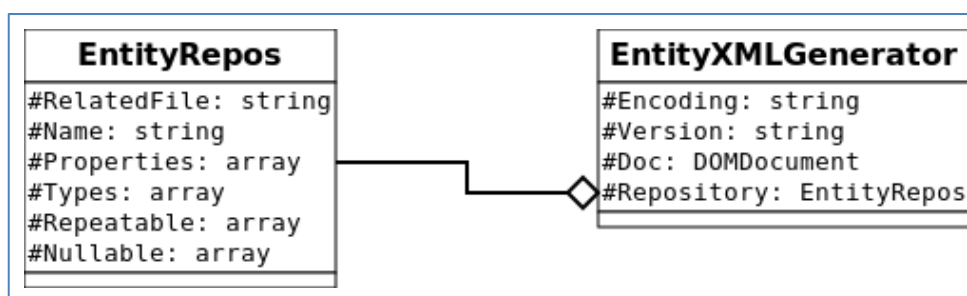 EntityRepos
#RelatedFile: string
#Name: string
#Properties: array
#Types: array
#Repeatable: array
#Nullable: array
EntityXMLGenerator
#Encoding: string
#Version: string
#Doc: DOMDocument
#Repository: EntityRepos